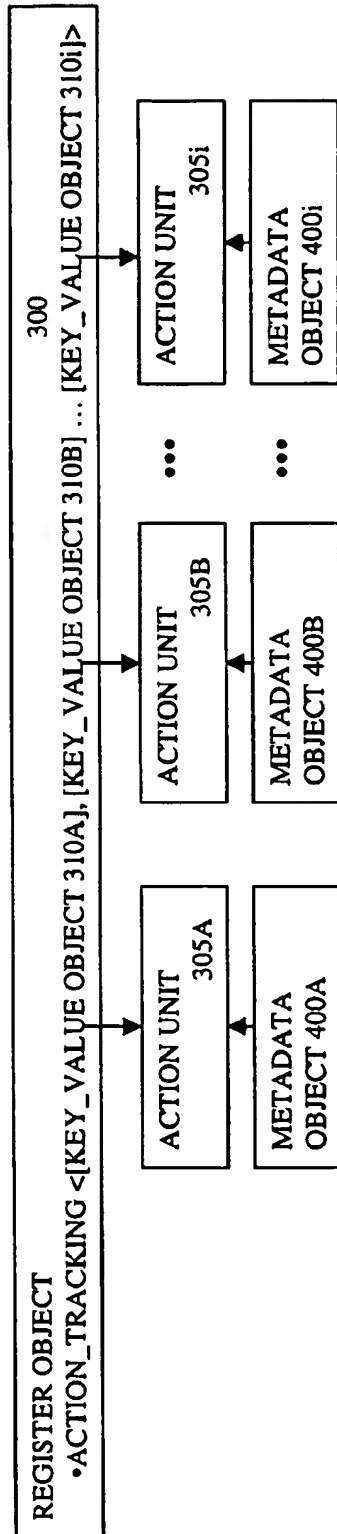 REGISTER OBJECT
300
•ACTION_TRACKING <[KEY_VALUE OBJECT 310A], [KEY_VALUE OBJECT 310B] ... [KEY_VALUE OBJECT 310i]>
ACTION UNIT
305A
ACTION UNIT
305B
•••
ACTION UNIT
305i
METADATA
OBJECT 400A
METADATA
OBJECT 400B
•••
METADATA
OBJECT 400i